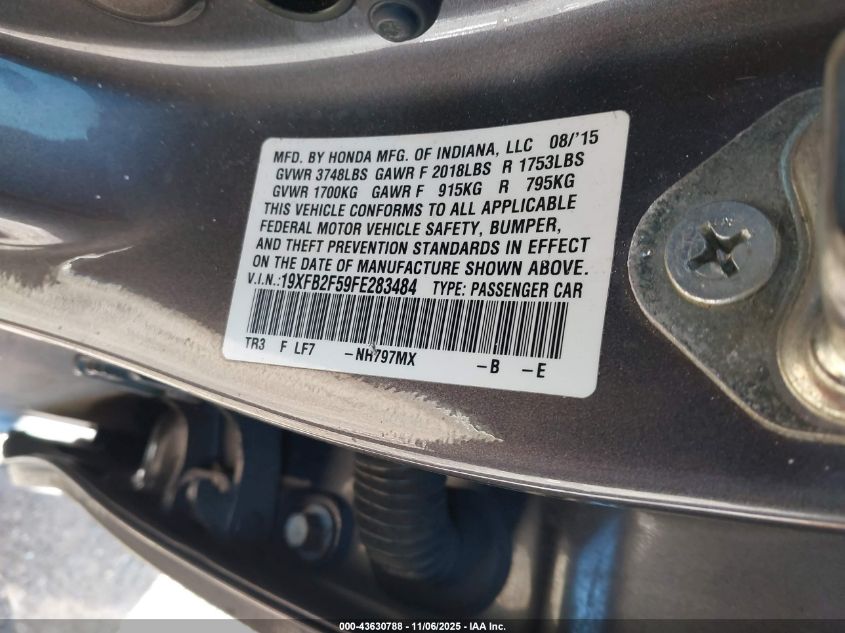 MFD. BY HONDA MFG. OF INDIANA, LLC 08/'15
GVWR 3748LBS GAWR F 2018LBS R 1753LBS
GVWR 1700KG GAWR F 915KG R 795KG
THIS VEHICLE CONFORMS TO ALL APPLICABLE
FEDERAL MOTOR VEHICLE SAFETY, BUMPER,
AND THEFT PREVENTION STANDARDS IN EFFECT
ON THE DATE OF MANUFACTURE SHOWN ABOVE.
V.I.N.:19XFB2F59FE283484 TYPE: PASSENGER CAR
TR3 F LF7 -NH797MX -B -E
000-43630788 - 11/06/2025 - IAA Inc.